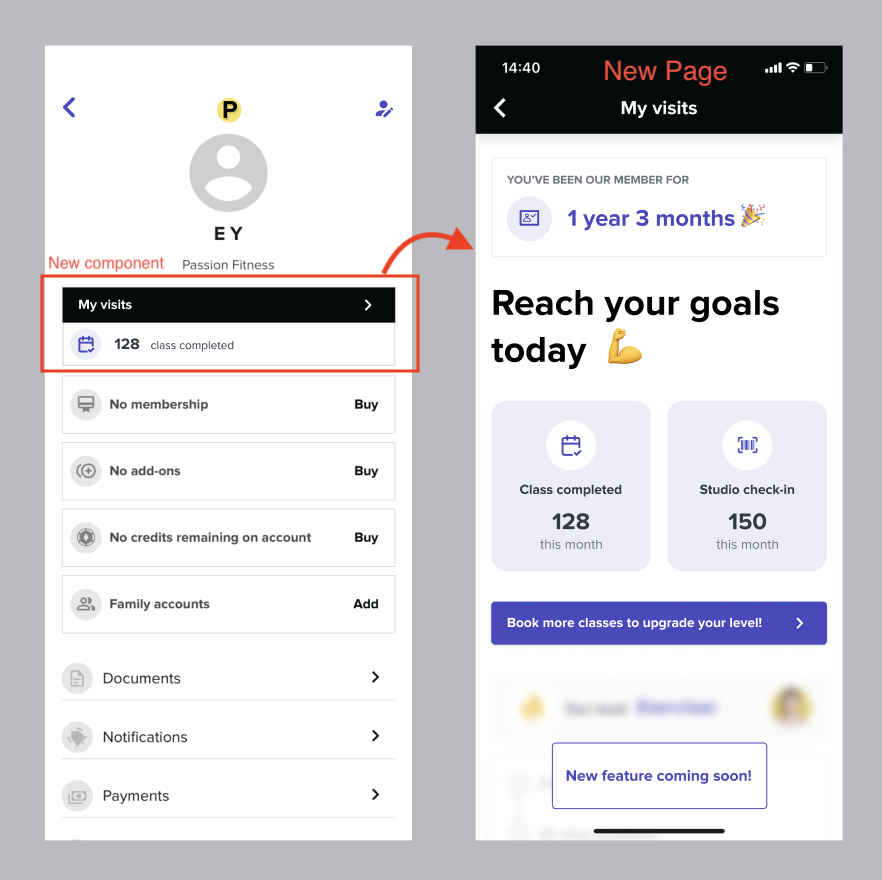 P
E Y
New component
Passion Fitness
My visits
128 class completed
No membership Buy
No add-ons Buy
No credits remaining on account Buy
Family accounts Add
Documents
Notifications
Payments
14:40
New Page
My visits
YOU'VE BEEN OUR MEMBER FOR
1 year 3 months 🎉
Reach your goals
today 💪
Class completed
128
this month
Studio check-in
150
this month
Book more classes to upgrade your level!
Exerciser
New feature coming soon!